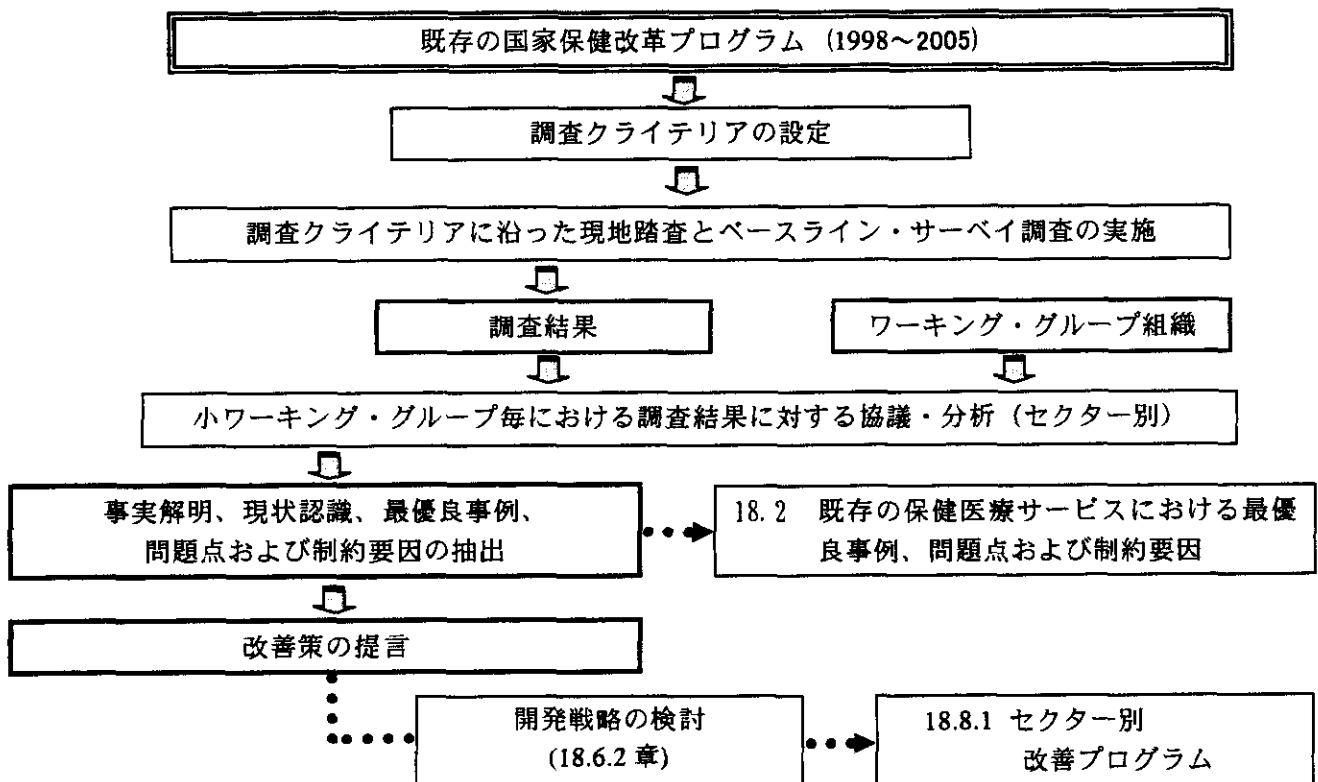 既存の国家保健改革プログラム (1998～2005)
調査クライテリアの設定
調査クライテリアに沿った現地踏査とベースライン・サーベイ調査の実施
調査結果
ワーキング・グループ組織
小ワーキング・グループ毎における調査結果に対する協議・分析（セクター別）
事実解明、現状認識、最優良事例、
問題点および制約要因の抽出
18.2 既存の保健医療サービスにおける最優
良事例、問題点および制約要因
改善策の提言
開発戦略の検討
(18.6.2 章)
18.8.1 セクター別
改善プログラム